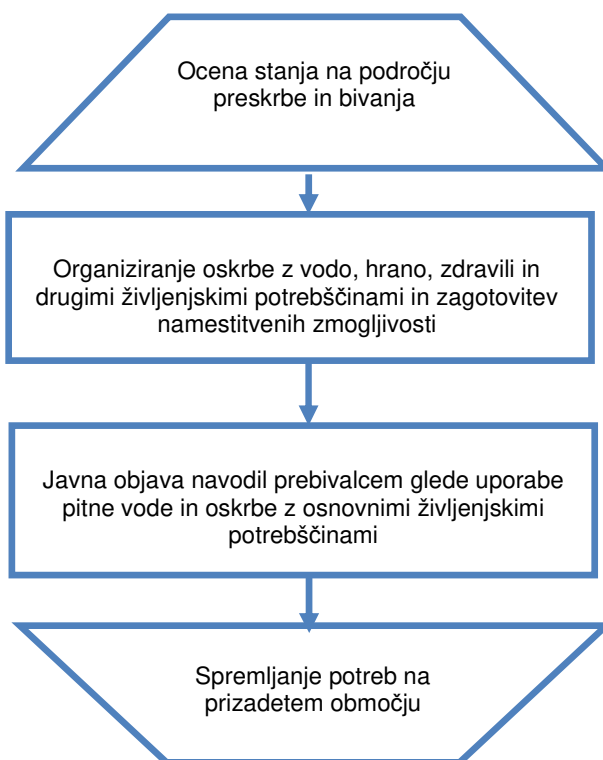 Ocena stanja na področju
preskrbe in bivanja
Organiziranje oskrbe z vodo, hrano, zdravili in
drugimi življenjskimi potrebščinami in zagotovitev
namestitvenih zmogljivosti
Javna objava navodil prebivalcem glede uporabe
pitne vode in oskrbe z osnovnimi življenjskimi
potrebščinami
Spremljanje potreb na
prizadetem območju